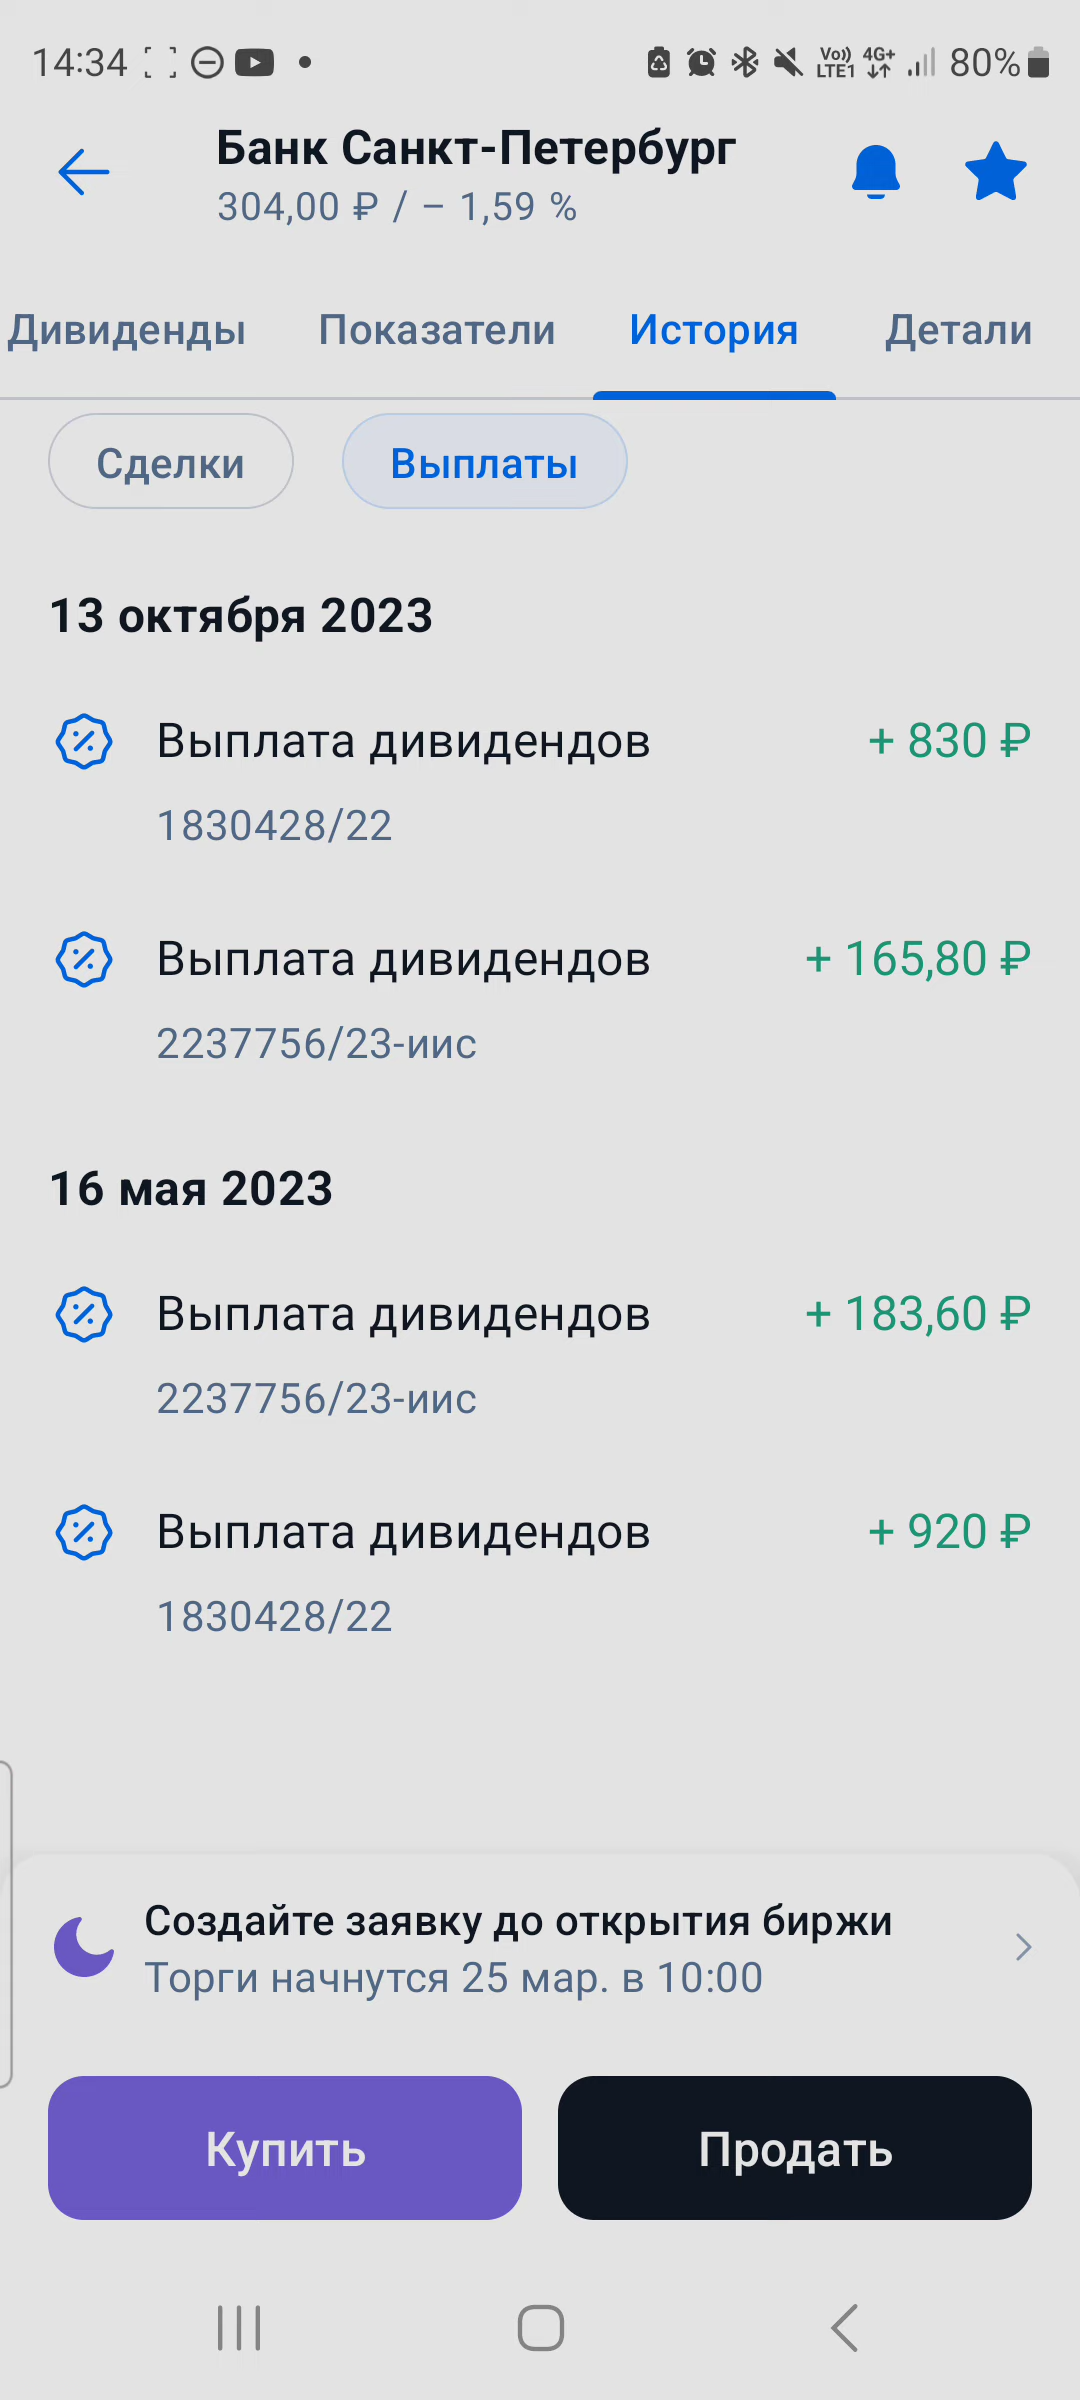 14:34
Vo)) LTE1 4G+ 80%
Банк Санкт-Петербург
304,00 ₽ / – 1,59 %
Дивиденды Показатели История Детали
Сделки Выплаты
13 октября 2023
Выплата дивидендов + 830 ₽
1830428/22
Выплата дивидендов + 165,80 ₽
2237756/23-иис
16 мая 2023
Выплата дивидендов + 183,60 ₽
2237756/23-иис
Выплата дивидендов + 920 ₽
1830428/22
Создайте заявку до открытия биржи
Торги начнутся 25 мар. в 10:00
Купить Продать